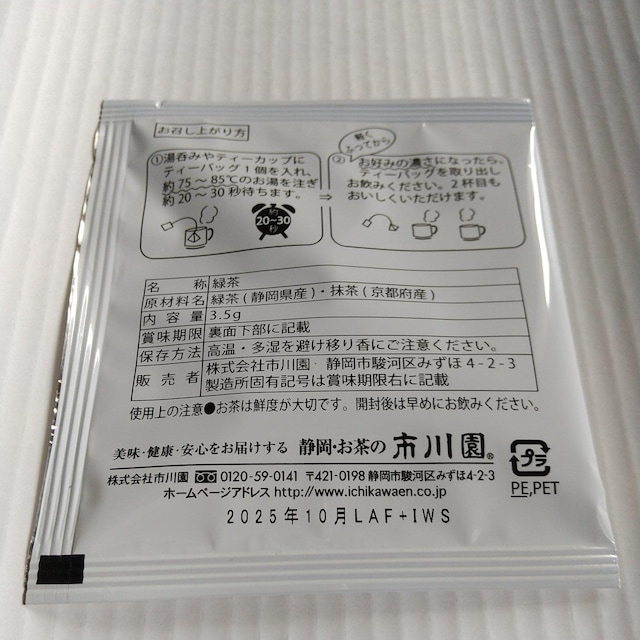 お召し上がり方
①湯呑みやティーカップに
ティーバッグ1個を入れ、
約75～85℃のお湯を注ぎ
約20～30秒待ちます。
約
20~30
秒
⇒
軽く
ふってから
②お好みの濃さになったら、
ティーバッグを取り出し
お飲みください。2杯目も
おいしくいただけます。
名称 緑茶
原材料名 緑茶(静岡県産)・抹茶(京都府産)
内容量 3.5g
賞味期限 裏面下部に記載
保存方法 高温・多湿を避け移り香にご注意ください。
販売者 株式会社市川園 静岡市駿河区みずほ4-2-3
製造所固有記号は賞味期限右に記載
使用上の注意●お茶は鮮度が大切です。開封後は早めにお飲みください。
美味・健康・安心をお届けする 静岡・お茶の 市川園®
株式会社市川園 0120-59-0141 〒421-0198 静岡市駿河区みずほ4-2-3
ホームページアドレス http://www.ichikawaen.co.jp
プラ
PE,PET
2025年10月LAF+IWS